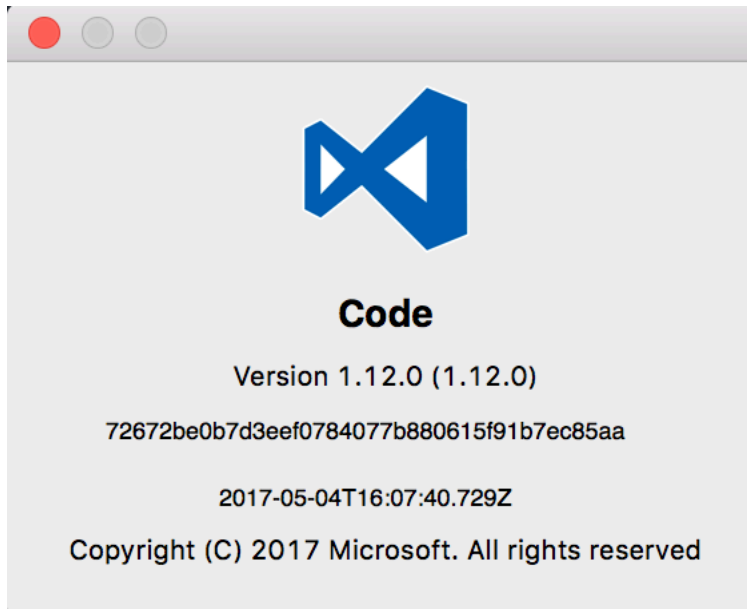 Code
Version 1.12.0 (1.12.0)
72672be0b7d3eef0784077b880615f91b7ec85aa
2017-05-04T16:07:40.729Z
Copyright (C) 2017 Microsoft. All rights reserved